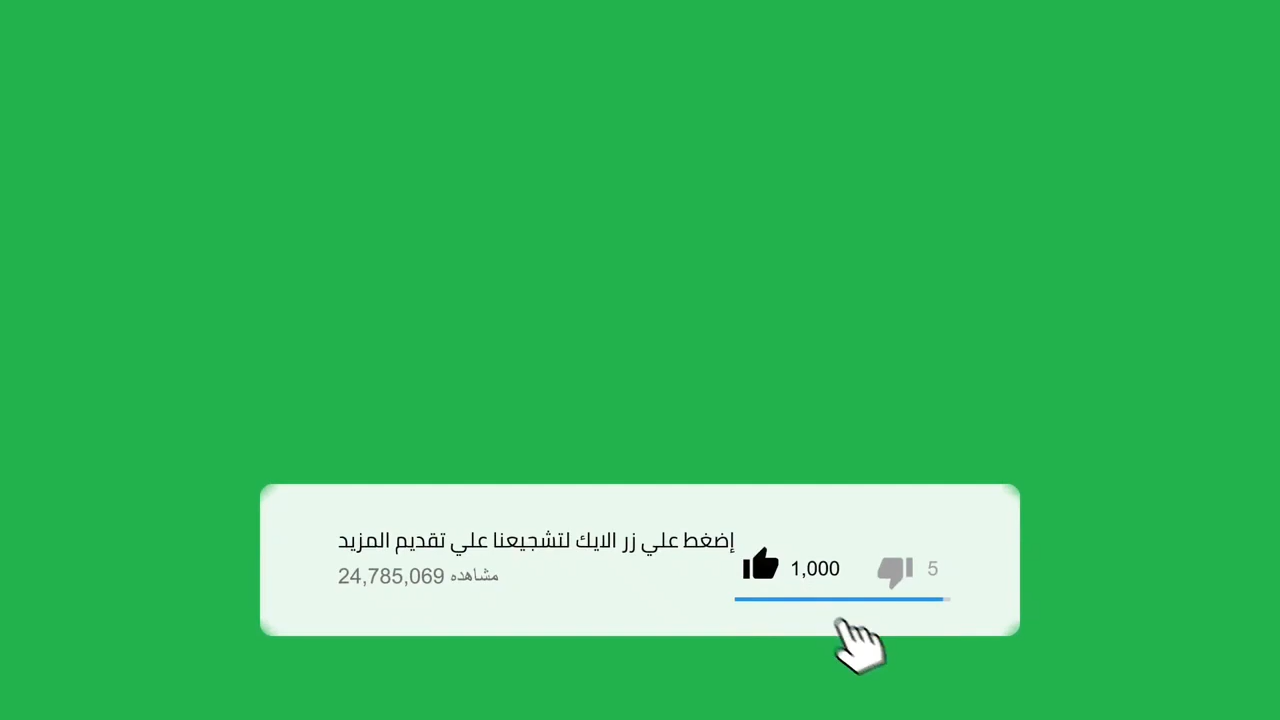 إضغط علي زر الايك لتشجيعنا علي تقديم المزيد
24,785,069 مشاهده
1,000
5